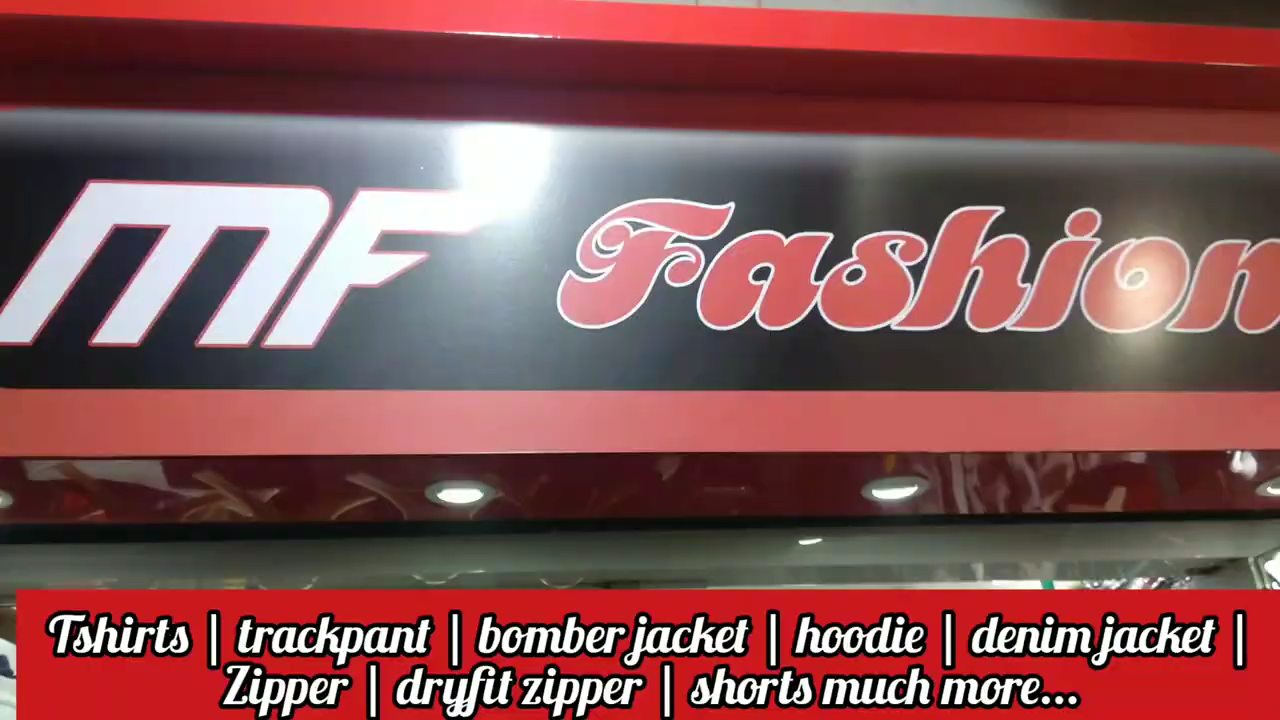 MF Fashion
Tshirts | trackpant | bomber jacket | hoodie | denim jacket |
Zipper | dryfit zipper | shorts much more...